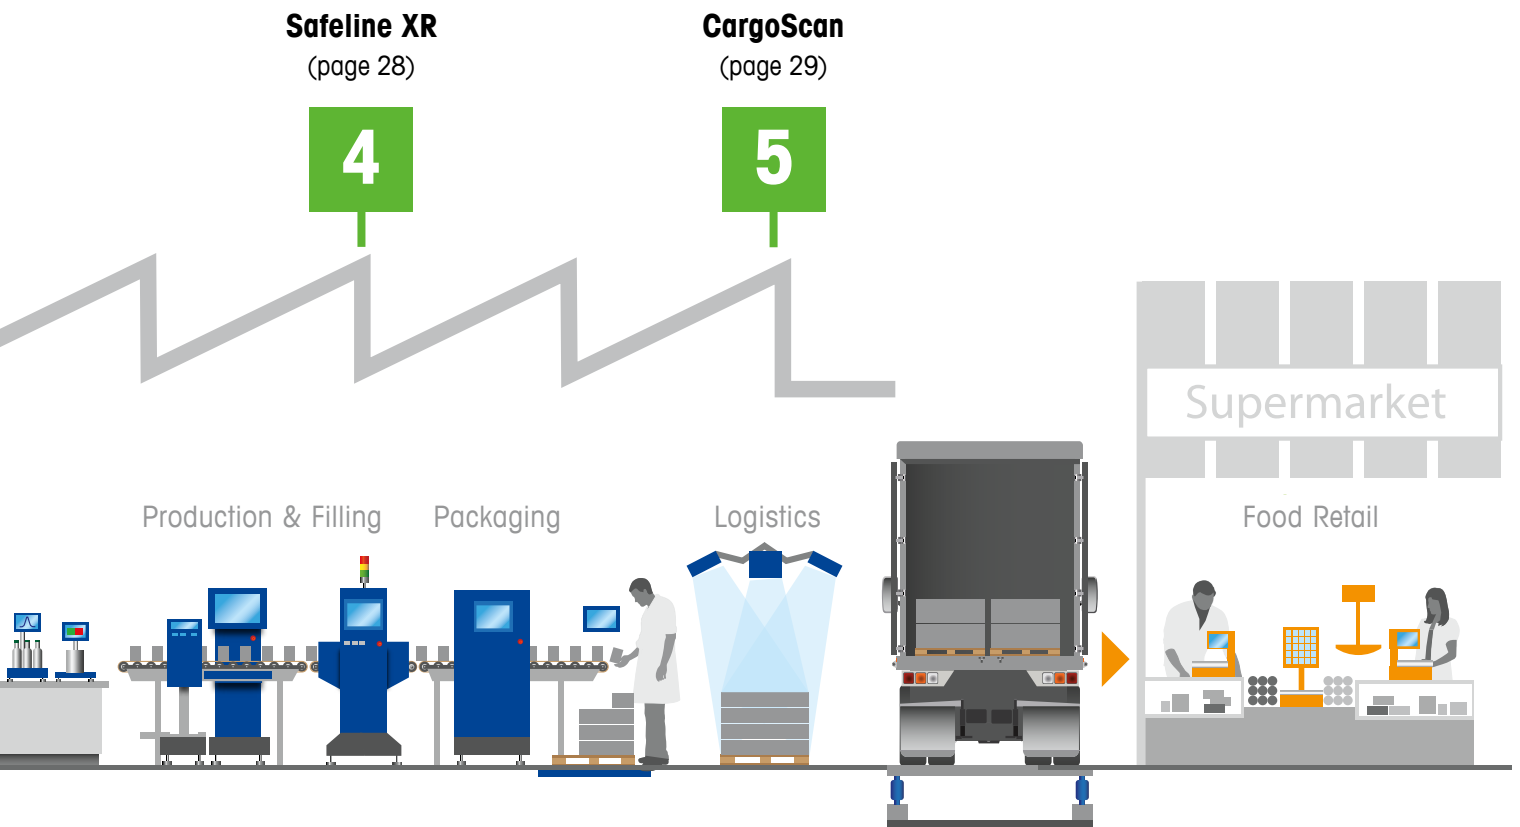 Safeline XR
(page 28)
CargoScan
(page 29)
4
5
Supermarket
Production & Filling
Packaging
Logistics
Food Retail